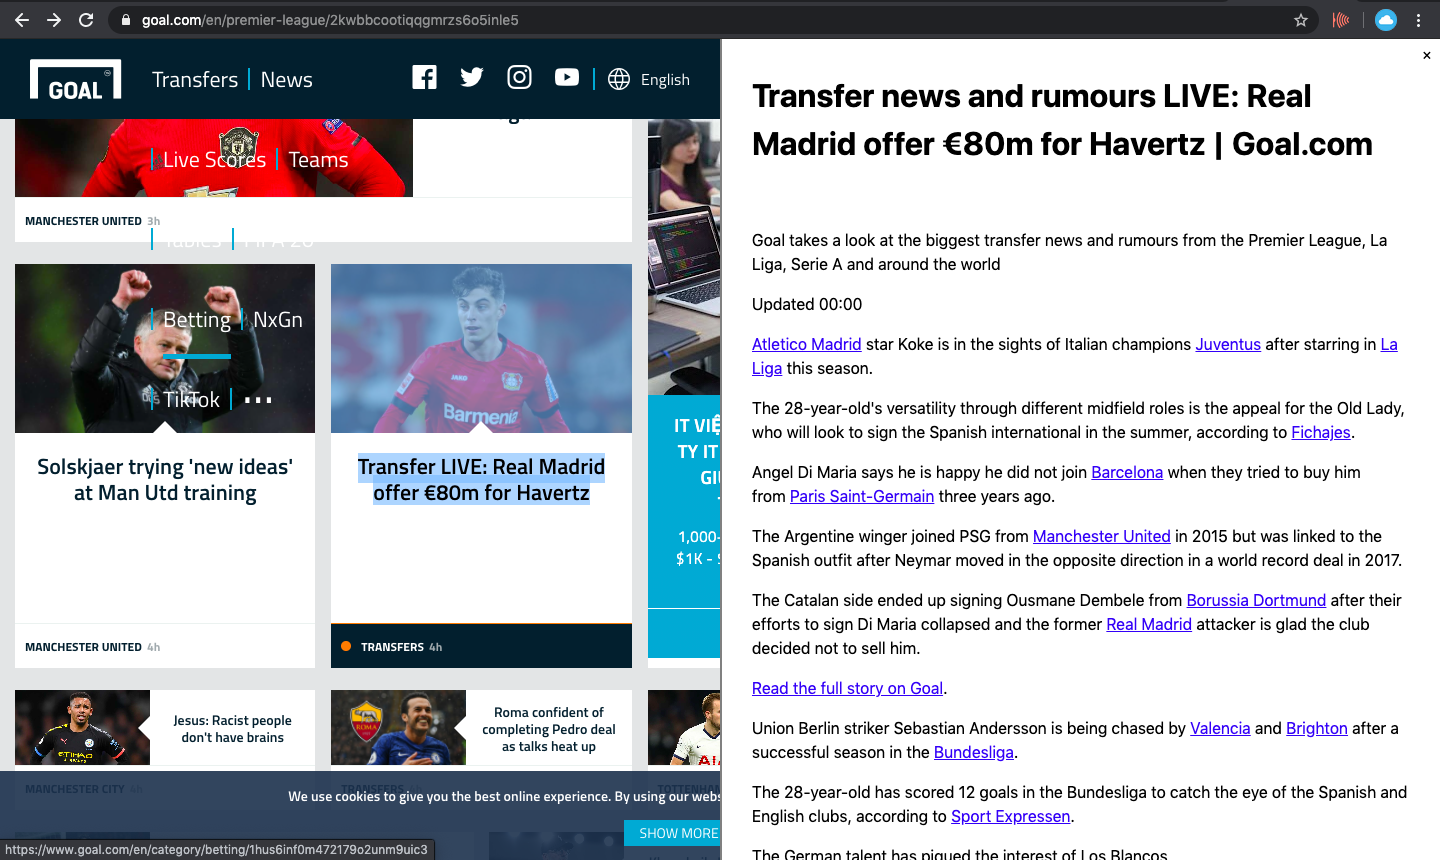 goal.com/en/premier-league/2kwbbcootiqqgmrzs6o5inle5
GOAL
Transfers
News
English
Live Scores
Teams
MANCHESTER UNITED 3h
Tables
FIFA 20
Betting
NxGn
TikTok
JAKO
Barmenia
Solskjaer trying 'new ideas'
at Man Utd training
MANCHESTER UNITED 4h
Transfer LIVE: Real Madrid
offer €80m for Havertz
TRANSFERS 4h
IT VIỆ
TY IT
1,000-
$1K -
Jesus: Racist people
don't have brains
MANCHESTER CITY 4h
ROMA
Roma confident of
completing Pedro deal
as talks heat up
TRANSFERS
TOTTENHAM
We use cookies to give you the best online experience. By using our webs
SHOW MORE
https://www.goal.com/en/category/betting/1hus6inf0m472179o2unm9uic3
×
Transfer news and rumours LIVE: Real
Madrid offer €80m for Havertz | Goal.com
Goal takes a look at the biggest transfer news and rumours from the Premier League, La
Liga, Serie A and around the world
Updated 00:00
Atletico Madrid star Koke is in the sights of Italian champions Juventus after starring in La
Liga this season.
The 28-year-old's versatility through different midfield roles is the appeal for the Old Lady,
who will look to sign the Spanish international in the summer, according to Fichajes.
Angel Di Maria says he is happy he did not join Barcelona when they tried to buy him
from Paris Saint-Germain three years ago.
The Argentine winger joined PSG from Manchester United in 2015 but was linked to the
Spanish outfit after Neymar moved in the opposite direction in a world record deal in 2017.
The Catalan side ended up signing Ousmane Dembele from Borussia Dortmund after their
efforts to sign Di Maria collapsed and the former Real Madrid attacker is glad the club
decided not to sell him.
Read the full story on Goal.
Union Berlin striker Sebastian Andersson is being chased by Valencia and Brighton after a
successful season in the Bundesliga.
The 28-year-old has scored 12 goals in the Bundesliga to catch the eye of the Spanish and
English clubs, according to Sport Expressen.
The German talent has piqued the interest of Los Blancos